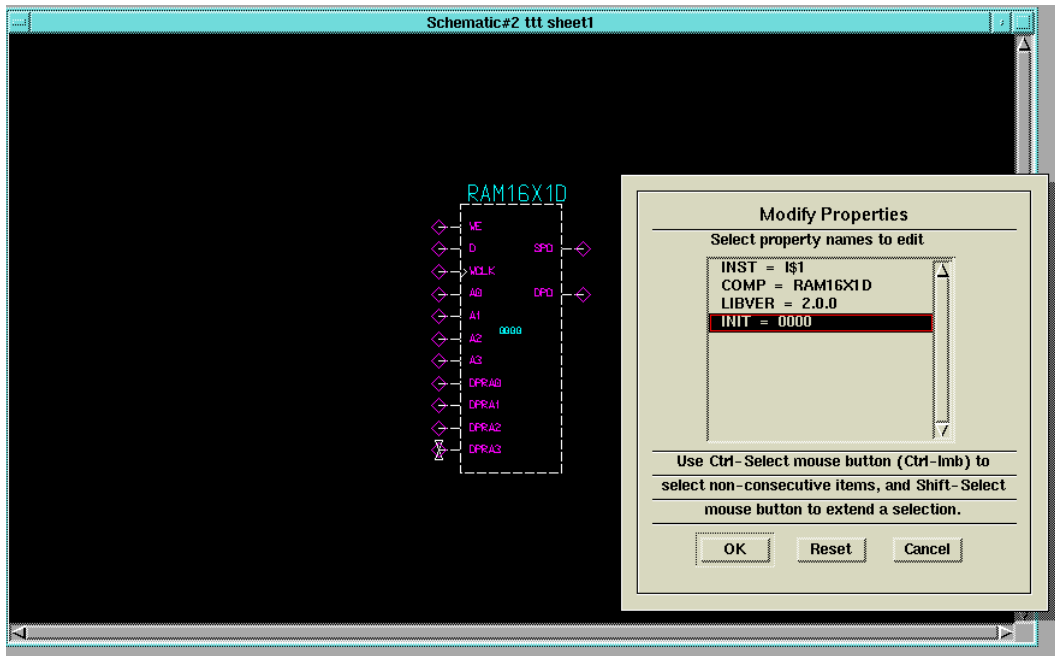 Schematic#2 ttt sheet1
RAM16X1D
WE
D SPO
WCLK
A0 DPO
A1
A2 0000
A3
DPRA0
DPRA1
DPRA2
DPRA3
Modify Properties
Select property names to edit
INST = I$1
COMP = RAM16X1D
LIBVER = 2.0.0
INIT = 0000
Use Ctrl-Select mouse button (Ctrl-lmb) to
select non-consecutive items, and Shift-Select
mouse button to extend a selection.
OK Reset Cancel